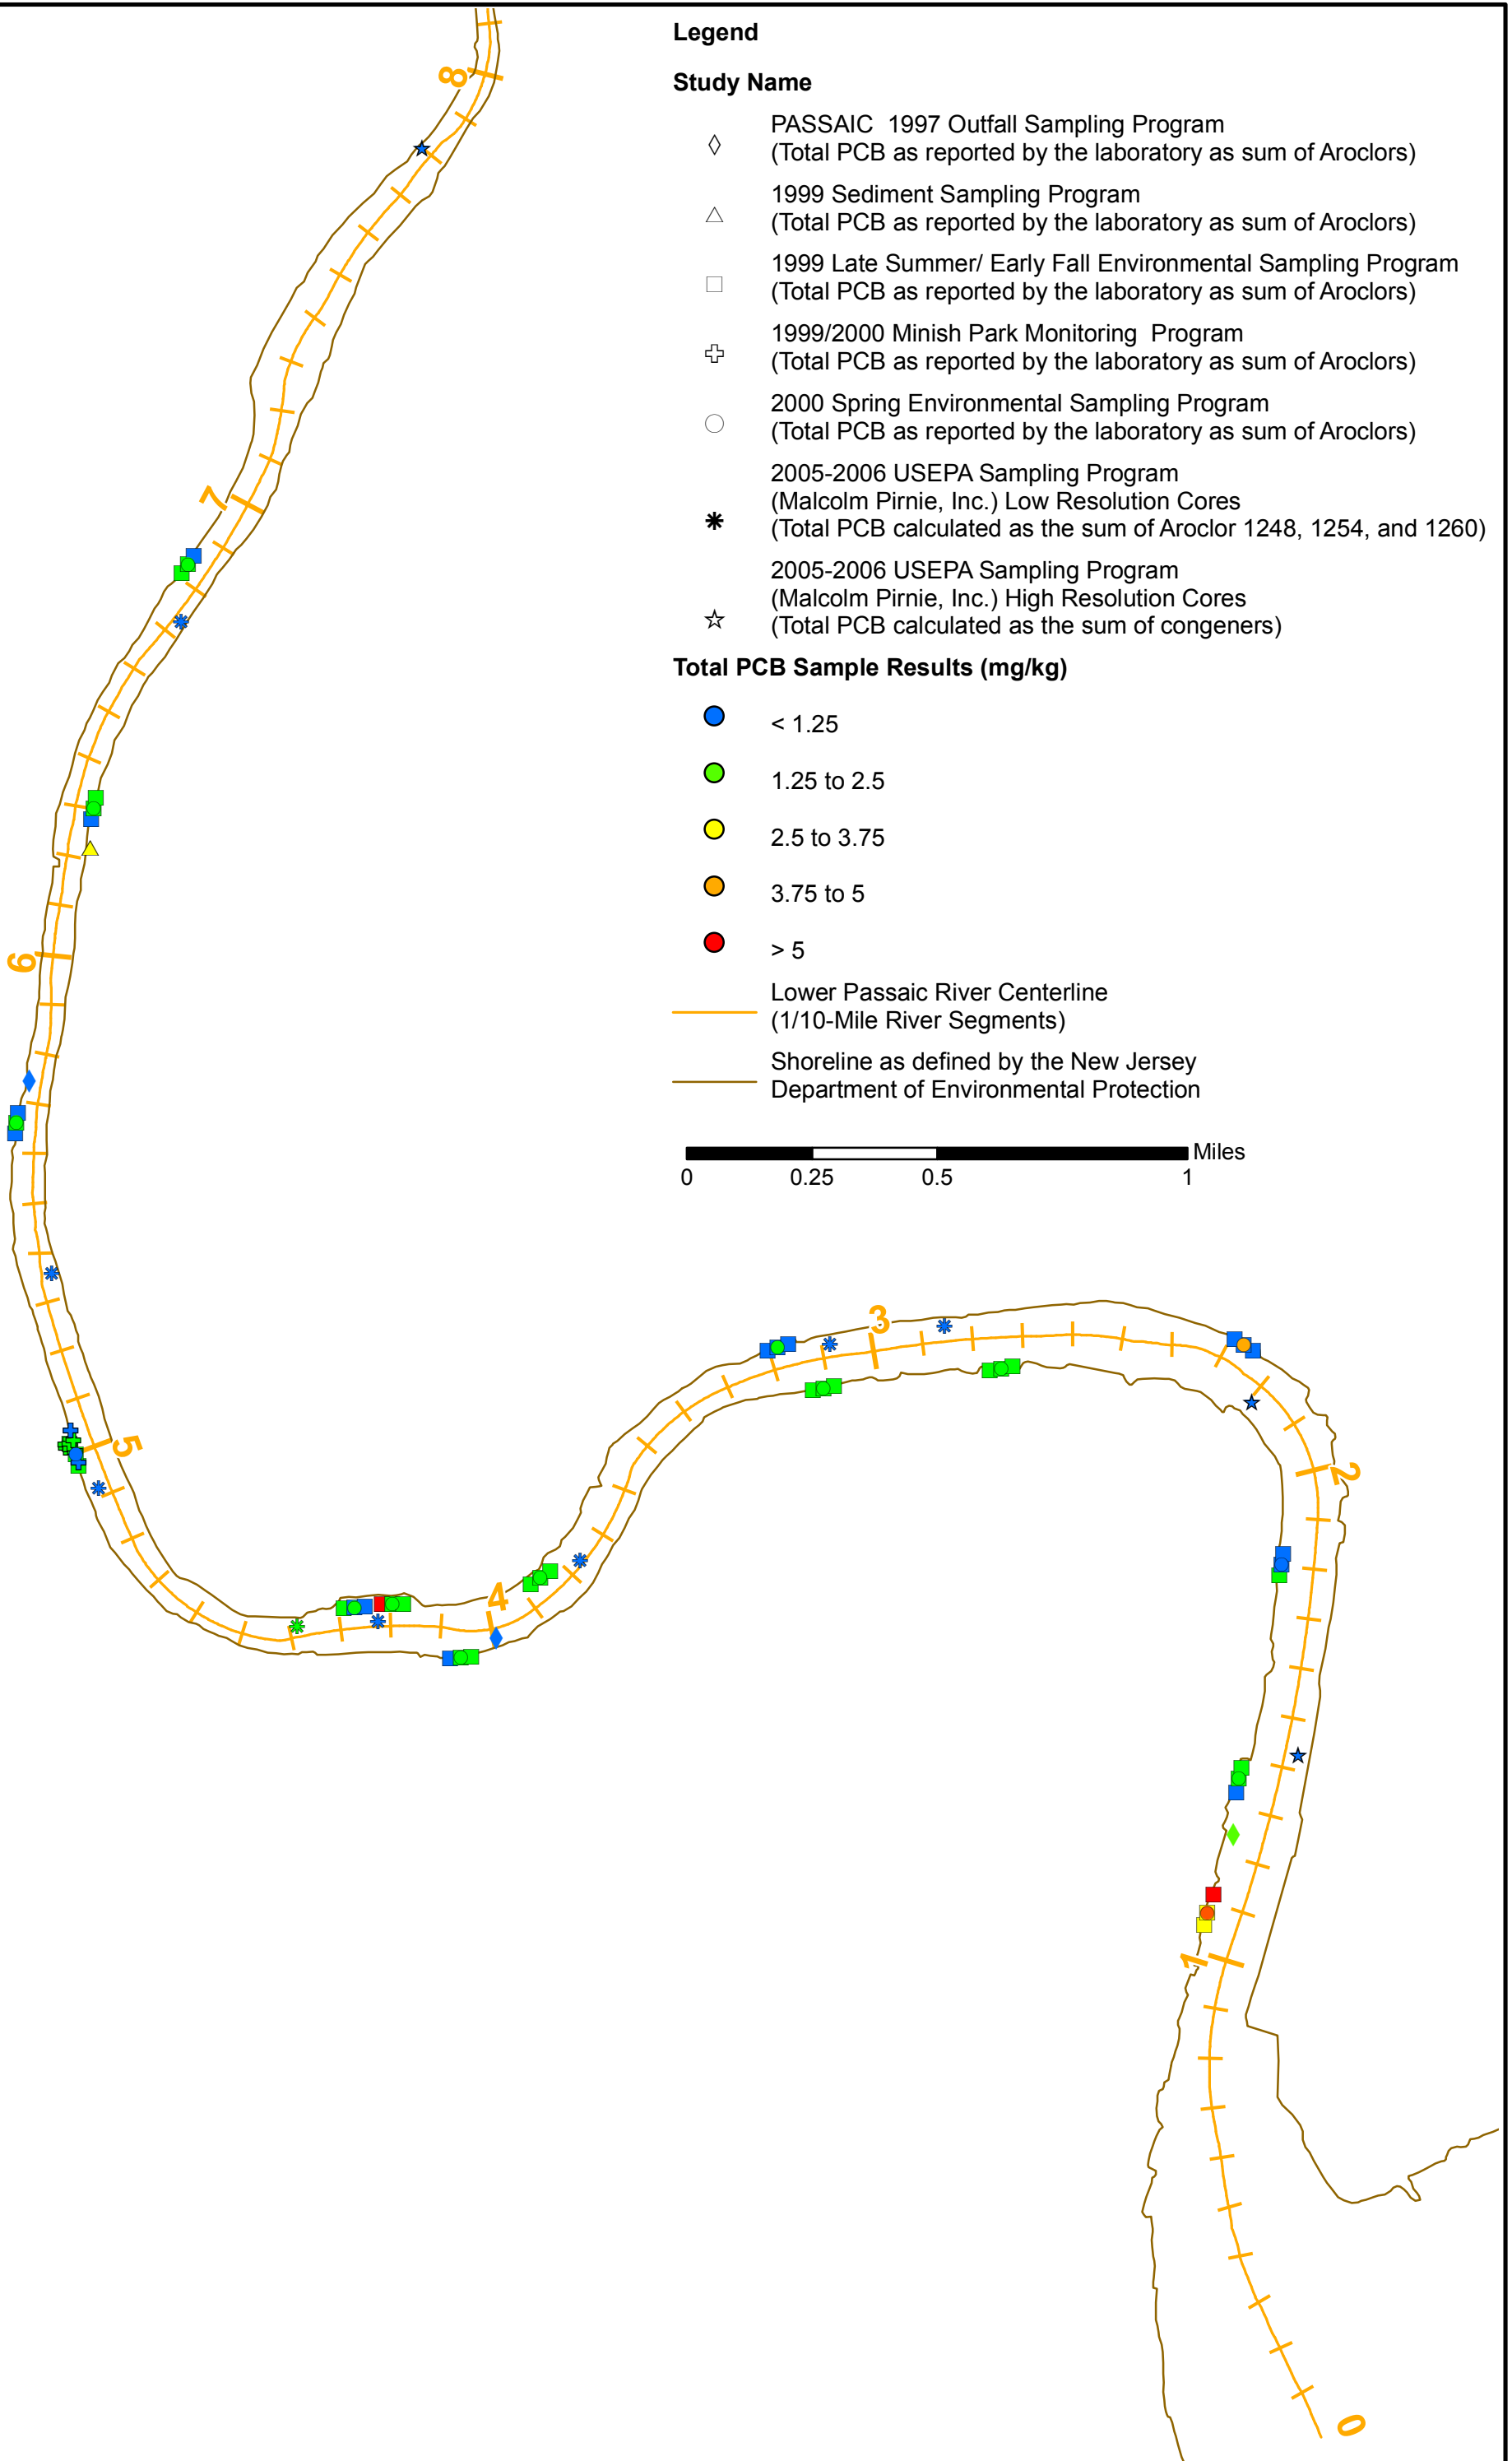 Legend
Study Name
PASSAIC 1997 Outfall Sampling Program
(Total PCB as reported by the laboratory as sum of Aroclors)
1999 Sediment Sampling Program
(Total PCB as reported by the laboratory as sum of Aroclors)
1999 Late Summer/ Early Fall Environmental Sampling Program
(Total PCB as reported by the laboratory as sum of Aroclors)
1999/2000 Minish Park Monitoring Program
(Total PCB as reported by the laboratory as sum of Aroclors)
2000 Spring Environmental Sampling Program
(Total PCB as reported by the laboratory as sum of Aroclors)
2005-2006 USEPA Sampling Program
(Malcolm Pirnie, Inc.) Low Resolution Cores
(Total PCB calculated as the sum of Aroclor 1248, 1254, and 1260)
2005-2006 USEPA Sampling Program
(Malcolm Pirnie, Inc.) High Resolution Cores
(Total PCB calculated as the sum of congeners)
Total PCB Sample Results (mg/kg)
< 1.25
1.25 to 2.5
2.5 to 3.75
3.75 to 5
> 5
Lower Passaic River Centerline
(1/10-Mile River Segments)
Shoreline as defined by the New Jersey
Department of Environmental Protection
Miles
0 0.25 0.5 1
8
7
6
5
4
3
2
1
0